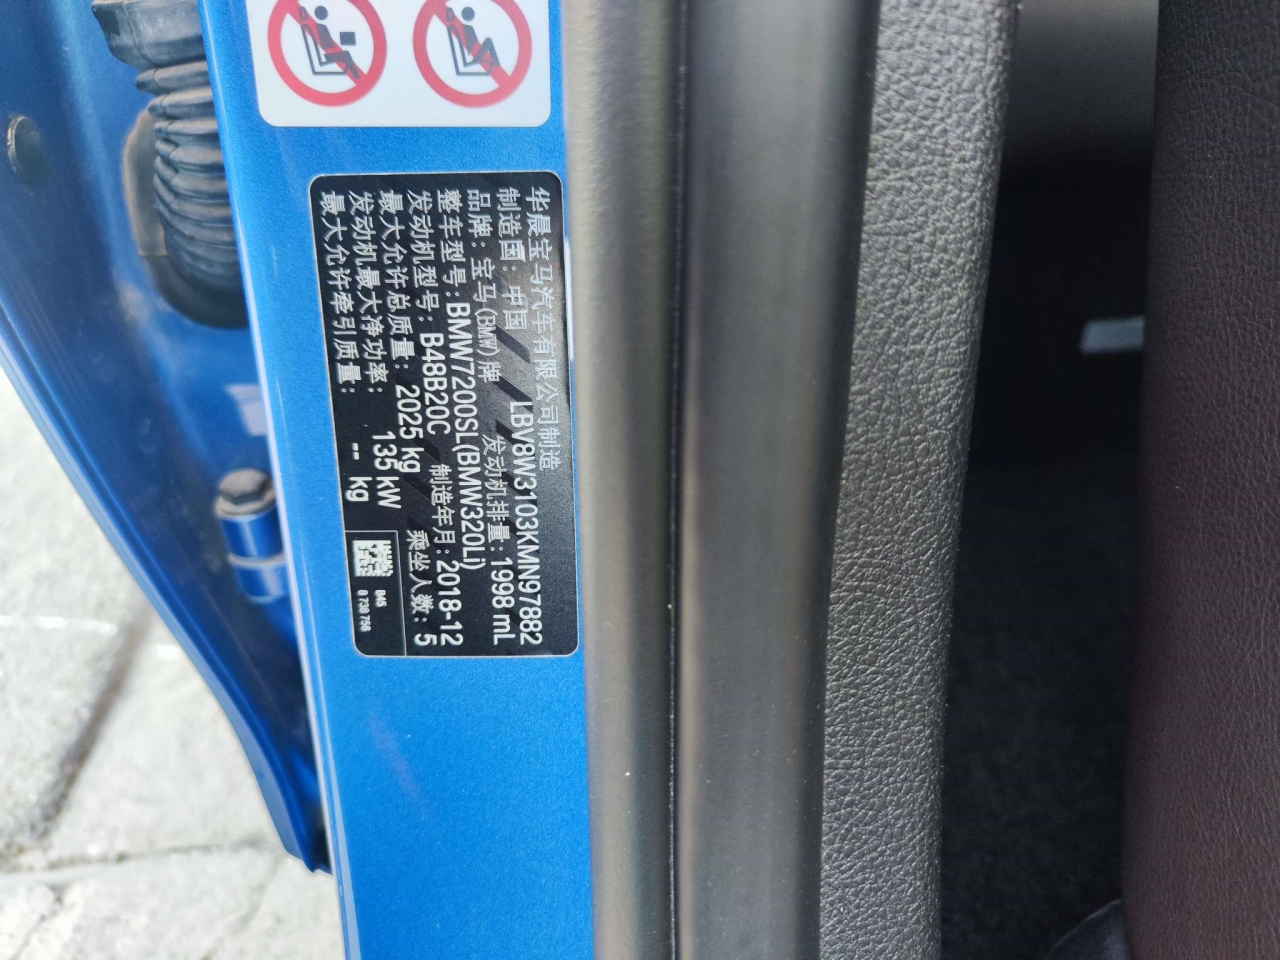 华晨宝马汽车有限公司制造
制造国：中国 LBV8W3103KMN97882
品牌：宝马(BMW)牌 发动机排量：1998 mL
整车型号：BMW7200SL(BMW320Li)
发动机型号：B48B20C 制造年月：2018-12
最大允许总质量：2025 kg 乘坐人数：5
发动机最大净功率：135 kW
最大允许牵引质量：-- kg
B45
8 738 756